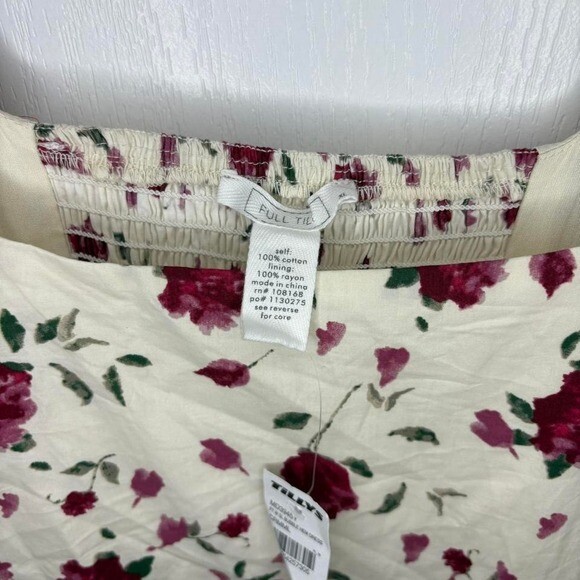 FULL TILT
self:
100% cotton
lining:
100% rayon
made in china
rn# 108168
po# 1130275
see reverse
for care
TILLYS